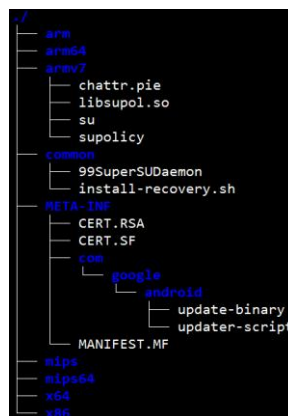 ./
├── arm
├── arm64
├── armv7
│   ├── chattr.pie
│   ├── libsupol.so
│   ├── su
│   └── supolicy
├── common
│   ├── 99SuperSUDaemon
│   └── install-recovery.sh
├── META-INF
│   ├── CERT.RSA
│   ├── CERT.SF
│   ├── com
│   │   └── google
│   │       └── android
│   │           ├── update-binary
│   │           └── updater-script
│   └── MANIFEST.MF
├── mips
├── mips64
├── x64
└── x86